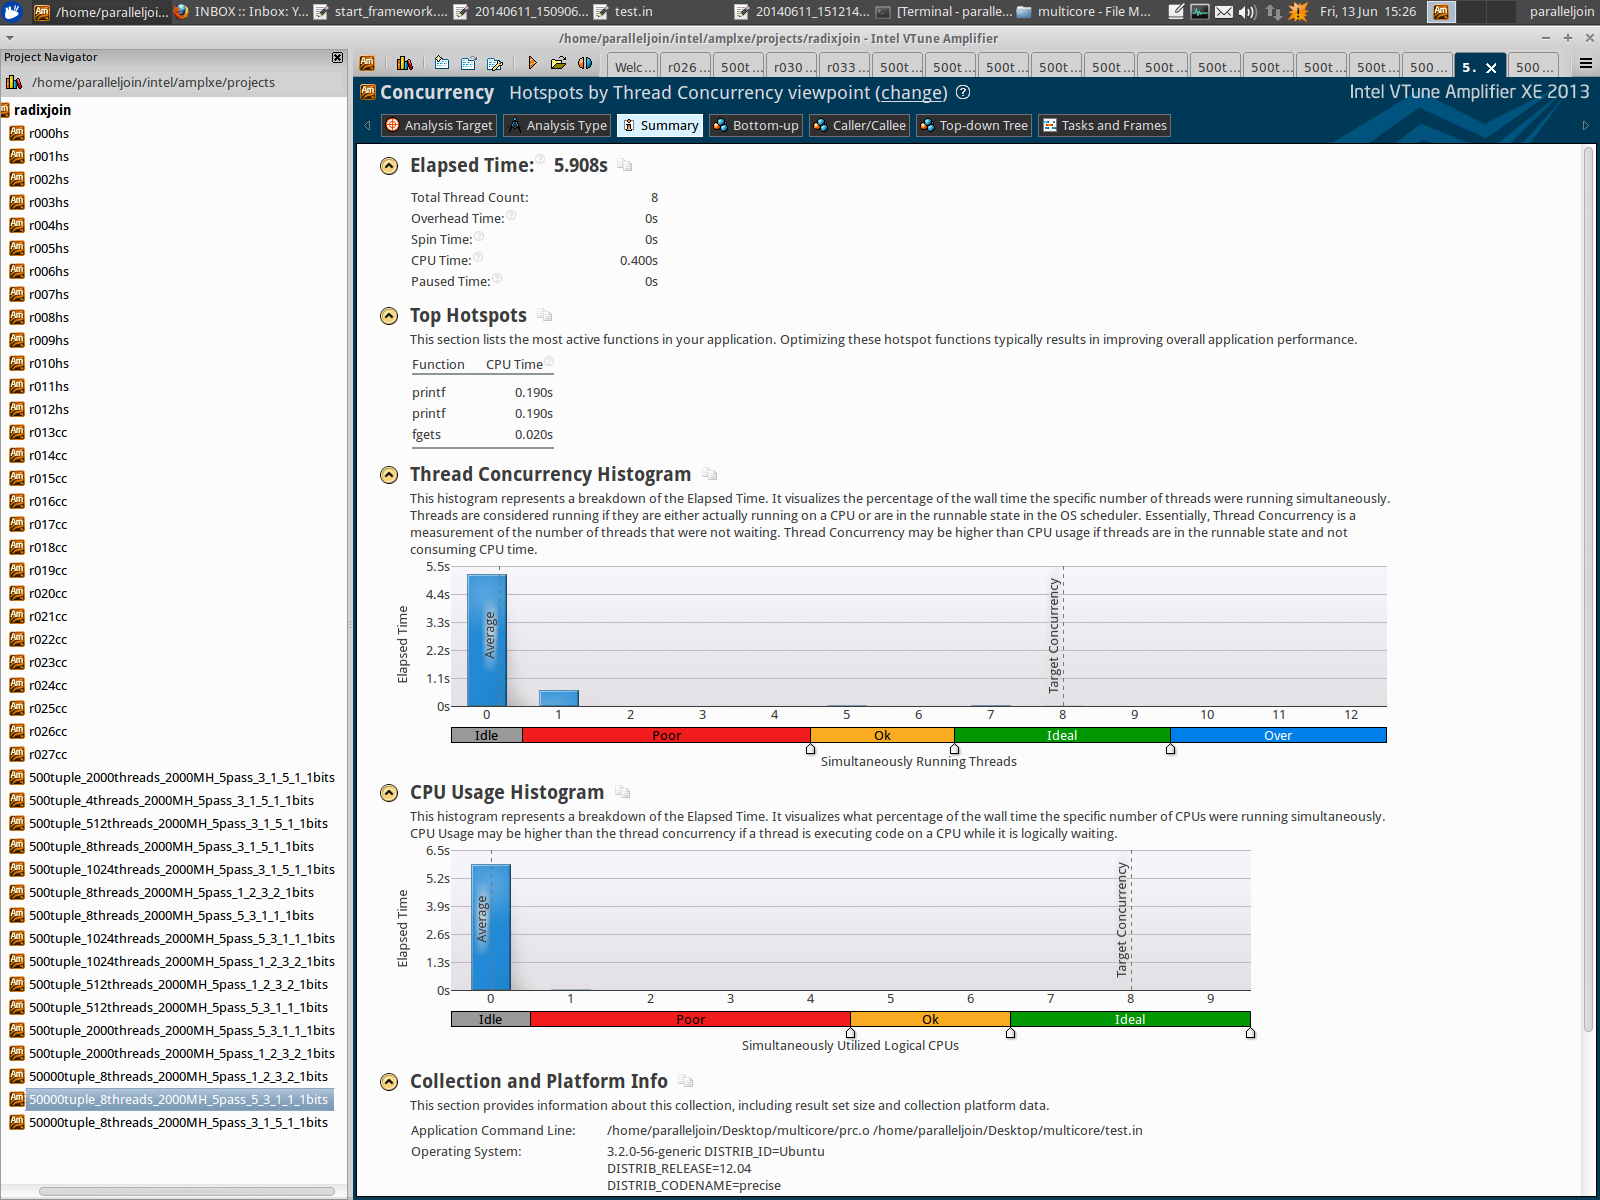 /home/paralleljoi...
INBOX :: Inbox: Y...
start_framework....
20140611_150906...
test.in
20140611_151214...
[Terminal - paralle...
multicore - File M...
Fri, 13 Jun 15:26
paralleljoin
/home/paralleljoin/intel/amplxe/projects/radixjoin - Intel VTune Amplifier
Project Navigator
/home/paralleljoin/intel/amplxe/projects
radixjoin
r000hs
r001hs
r002hs
r003hs
r004hs
r005hs
r006hs
r007hs
r008hs
r009hs
r010hs
r011hs
r012hs
r013cc
r014cc
r015cc
r016cc
r017cc
r018cc
r019cc
r020cc
r021cc
r022cc
r023cc
r024cc
r025cc
r026cc
r027cc
500tuple_2000threads_2000MH_5pass_3_1_5_1_1bits
500tuple_4threads_2000MH_5pass_3_1_5_1_1bits
500tuple_512threads_2000MH_5pass_3_1_5_1_1bits
500tuple_8threads_2000MH_5pass_3_1_5_1_1bits
500tuple_1024threads_2000MH_5pass_3_1_5_1_1bits
500tuple_8threads_2000MH_5pass_1_2_3_2_1bits
500tuple_8threads_2000MH_5pass_5_3_1_1_1bits
500tuple_1024threads_2000MH_5pass_5_3_1_1_1bits
500tuple_1024threads_2000MH_5pass_1_2_3_2_1bits
500tuple_512threads_2000MH_5pass_1_2_3_2_1bits
500tuple_512threads_2000MH_5pass_5_3_1_1_1bits
500tuple_2000threads_2000MH_5pass_5_3_1_1_1bits
500tuple_2000threads_2000MH_5pass_1_2_3_2_1bits
50000tuple_8threads_2000MH_5pass_1_2_3_2_1bits
50000tuple_8threads_2000MH_5pass_5_3_1_1_1bits
50000tuple_8threads_2000MH_5pass_3_1_5_1_1bits
Welc... r026 ... 500t ... r030 ... r033 ... 500t ... 500t ... 500t ... 500t ... 500t ... 500t ... 500t ... 500t ... 500t ... 500t ... 500 ... 5. 500 ...
Concurrency Hotspots by Thread Concurrency viewpoint (change)
Intel VTune Amplifier XE 2013
Analysis Target Analysis Type Summary Bottom-up Caller/Callee Top-down Tree Tasks and Frames
Elapsed Time: 5.908s
Total Thread Count: 8
Overhead Time: 0s
Spin Time: 0s
CPU Time: 0.400s
Paused Time: 0s
Top Hotspots
This section lists the most active functions in your application. Optimizing these hotspot functions typically results in improving overall application performance.
Function CPU Time
printf 0.190s
printf 0.190s
fgets 0.020s
Thread Concurrency Histogram
This histogram represents a breakdown of the Elapsed Time. It visualizes the percentage of the wall time the specific number of threads were running simultaneously.
Threads are considered running if they are either actually running on a CPU or are in the runnable state in the OS scheduler. Essentially, Thread Concurrency is a
measurement of the number of threads that were not waiting. Thread Concurrency may be higher than CPU usage if threads are in the runnable state and not
consuming CPU time.
5.5s
4.4s
3.3s
2.2s
1.1s
0s
Elapsed Time
Average
Target Concurrency
0 1 2 3 4 5 6 7 8 9 10 11 12
Idle Poor Ok Ideal Over
Simultaneously Running Threads
CPU Usage Histogram
This histogram represents a breakdown of the Elapsed Time. It visualizes what percentage of the wall time the specific number of CPUs were running simultaneously.
CPU Usage may be higher than the thread concurrency if a thread is executing code on a CPU while it is logically waiting.
6.5s
5.2s
3.9s
2.6s
1.3s
0s
Elapsed Time
Average
Target Concurrency
0 1 2 3 4 5 6 7 8 9
Idle Poor Ok Ideal
Simultaneously Utilized Logical CPUs
Collection and Platform Info
This section provides information about this collection, including result set size and collection platform data.
Application Command Line: /home/paralleljoin/Desktop/multicore/prc.o /home/paralleljoin/Desktop/multicore/test.in
Operating System: 3.2.0-56-generic DISTRIB_ID=Ubuntu
DISTRIB_RELEASE=12.04
DISTRIB_CODENAME=precise